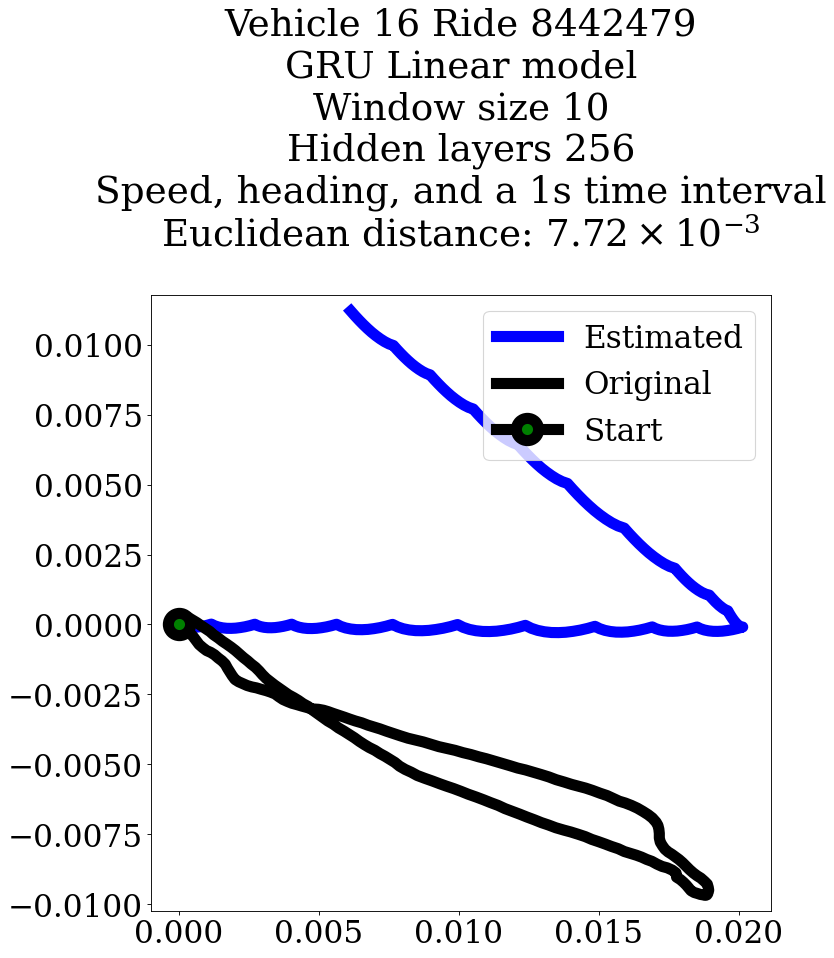 Vehicle 16 Ride 8442479
GRU Linear model
Window size 10
Hidden layers 256
Speed, heading, and a 1s time interval
Euclidean distance: 7.72 × 10⁻³
Estimated
Original
Start
0.0100
0.0075
0.0050
0.0025
0.0000
−0.0025
−0.0050
−0.0075
−0.0100
0.000 0.005 0.010 0.015 0.020